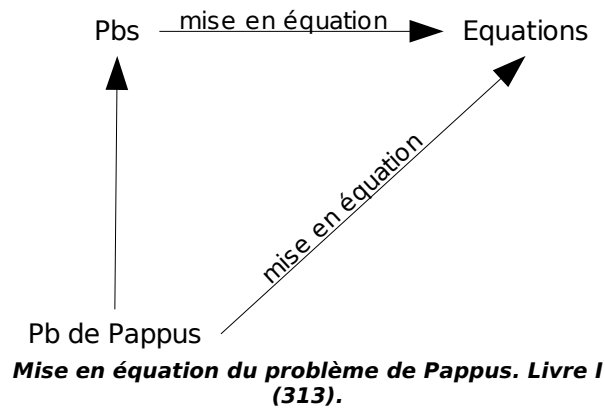 Pbs
mise en équation
Equations
mise en équation
Pb de Pappus
Mise en équation du problème de Pappus. Livre I
(313).